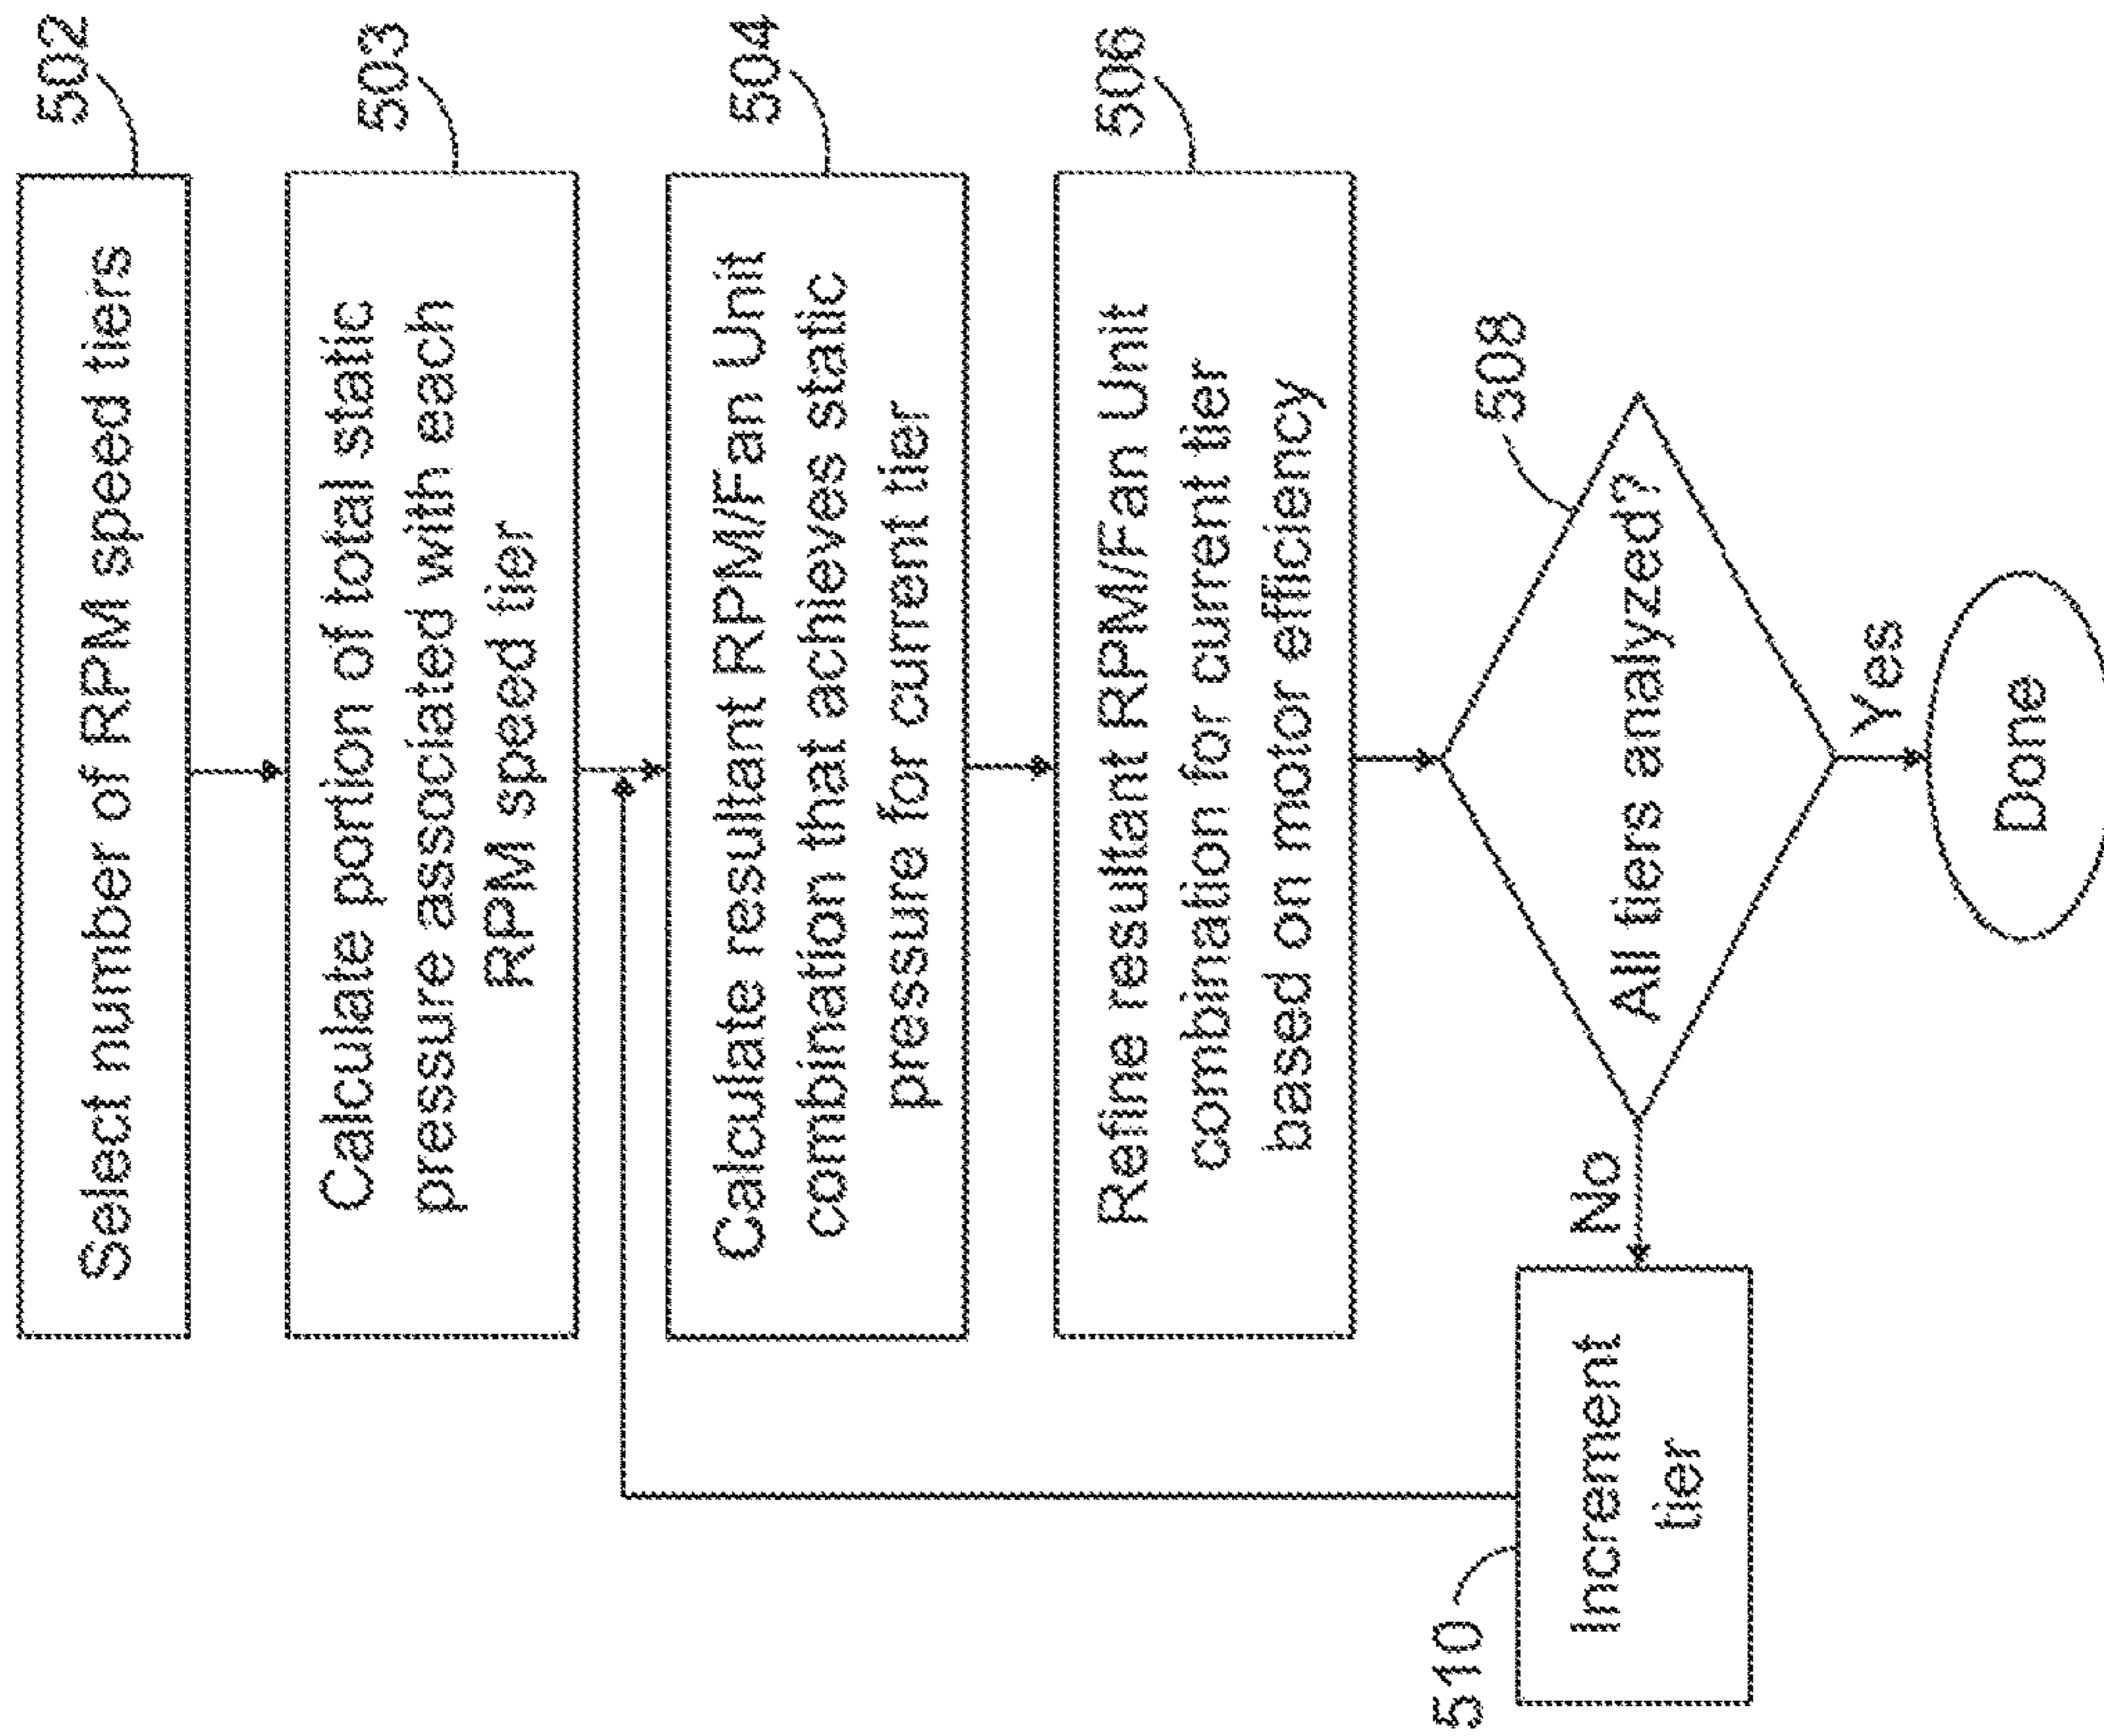 Select number of RPM speed tiers
502
Calculate portion of total static
pressure associated with each
RPM speed tier
503
Calculate resultant RPM/Fan Unit
combination that achieves static
pressure for current tier
504
Refine resultant RPM/Fan Unit
combination for current tier
based on motor efficiency
506
All tiers analyzed?
508
No
Increment
tier
510
Yes
Done